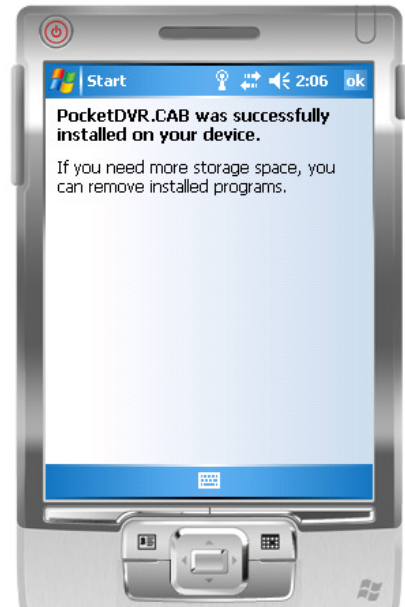 Start 2:06 ok
PocketDVR.CAB was successfully
installed on your device.
If you need more storage space, you
can remove installed programs.